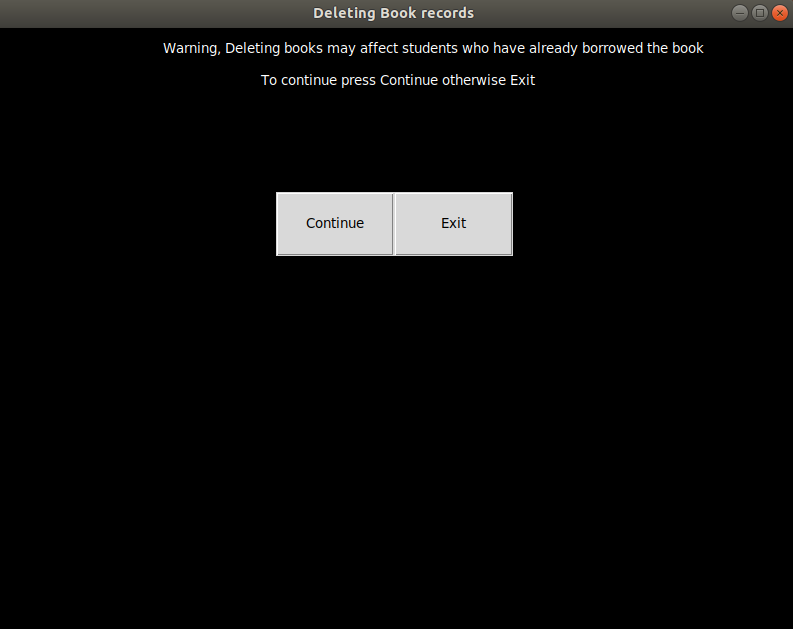 Deleting Book records
Warning, Deleting books may affect students who have already borrowed the book
To continue press Continue otherwise Exit
Continue
Exit